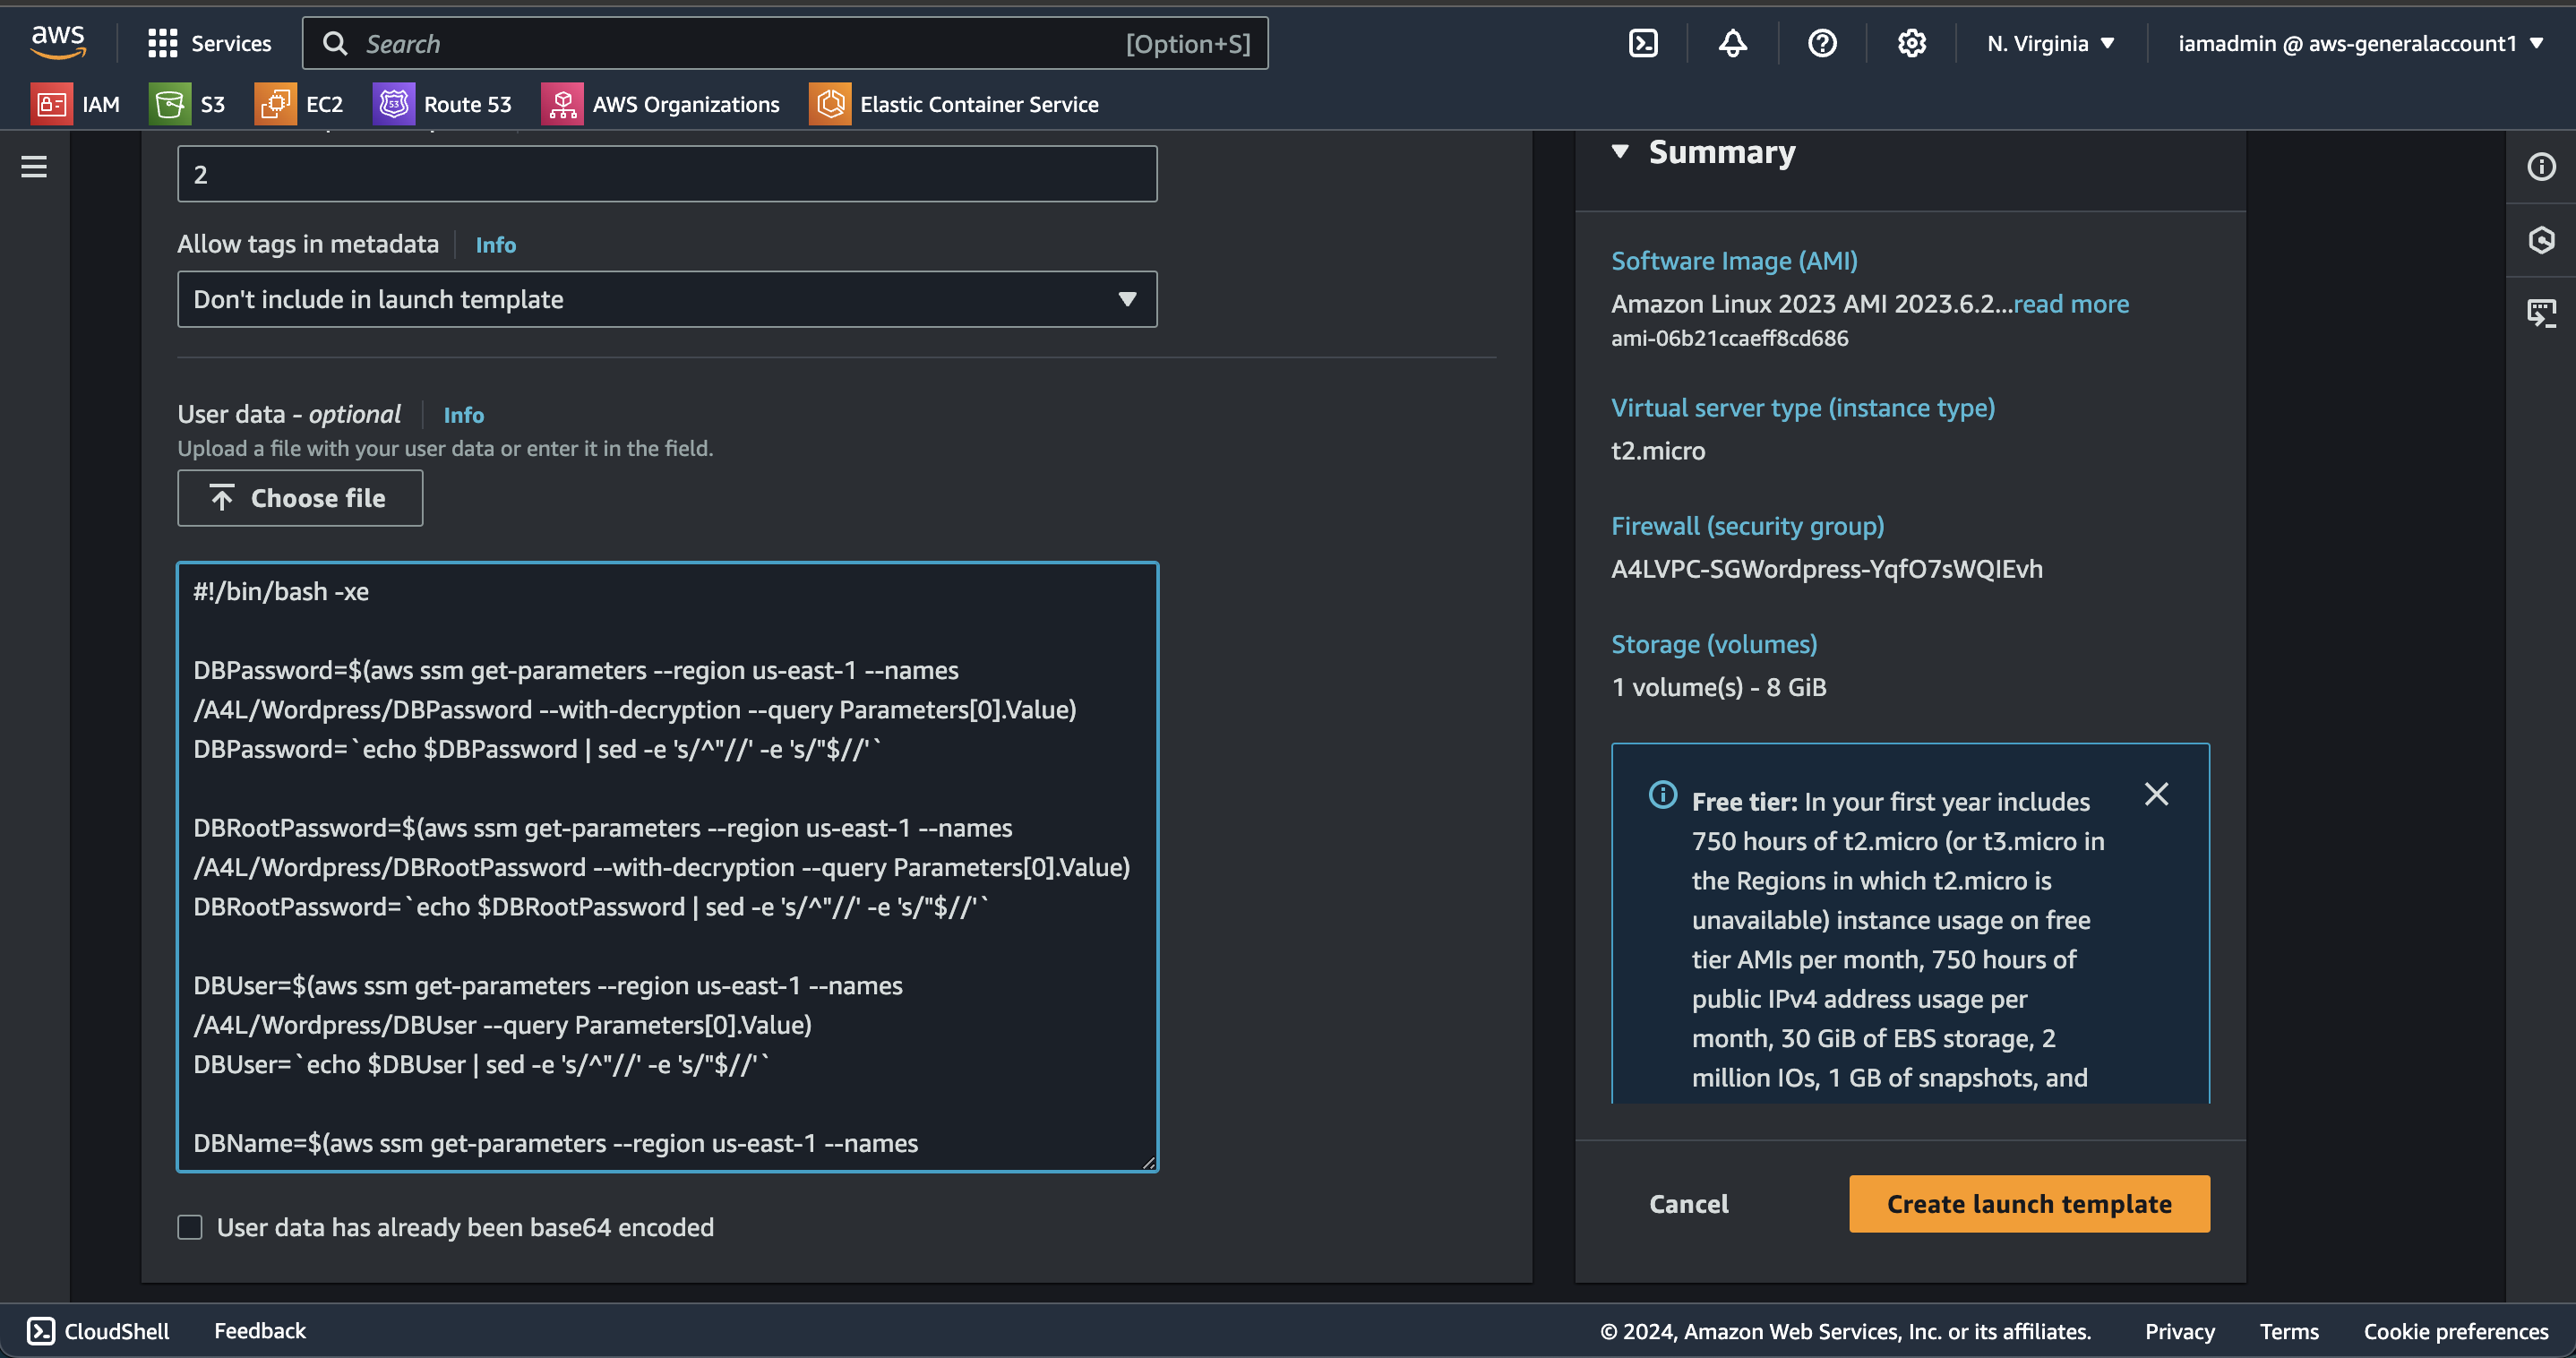 aws
Services
Search
[Option+S]
N. Virginia
iamadmin @ aws-generalaccount1
IAM
S3
EC2
53
Route 53
AWS Organizations
Elastic Container Service
2
Allow tags in metadata
Info
Don't include in launch template
User data - optional
Info
Upload a file with your user data or enter it in the field.
Choose file
#!/bin/bash -xe
DBPassword=$(aws ssm get-parameters --region us-east-1 --names
/A4L/Wordpress/DBPassword --with-decryption --query Parameters[0].Value)
DBPassword=`echo $DBPassword | sed -e 's/^"//' -e 's/"$//'`
DBRootPassword=$(aws ssm get-parameters --region us-east-1 --names
/A4L/Wordpress/DBRootPassword --with-decryption --query Parameters[0].Value)
DBRootPassword=`echo $DBRootPassword | sed -e 's/^"//' -e 's/"$//'`
DBUser=$(aws ssm get-parameters --region us-east-1 --names
/A4L/Wordpress/DBUser --query Parameters[0].Value)
DBUser=`echo $DBUser | sed -e 's/^"//' -e 's/"$//'`
DBName=$(aws ssm get-parameters --region us-east-1 --names
User data has already been base64 encoded
Summary
Software Image (AMI)
Amazon Linux 2023 AMI 2023.6.2...read more
ami-06b21ccaeff8cd686
Virtual server type (instance type)
t2.micro
Firewall (security group)
A4LVPC-SGWordpress-YqfO7sWQIEvh
Storage (volumes)
1 volume(s) - 8 GiB
Free tier: In your first year includes
750 hours of t2.micro (or t3.micro in
the Regions in which t2.micro is
unavailable) instance usage on free
tier AMIs per month, 750 hours of
public IPv4 address usage per
month, 30 GiB of EBS storage, 2
million IOs, 1 GB of snapshots, and
Cancel
Create launch template
CloudShell
Feedback
© 2024, Amazon Web Services, Inc. or its affiliates.
Privacy
Terms
Cookie preferences